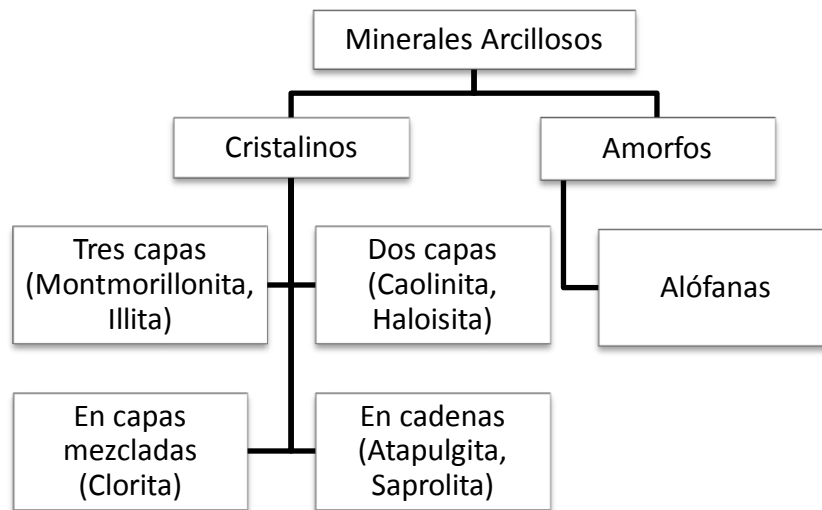 Minerales Arcillosos
Cristalinos
Amorfos
Tres capas
(Montmorillonita,
Illita)
Dos capas
(Caolinita,
Haloisita)
Alófanas
En capas
mezcladas
(Clorita)
En cadenas
(Atapulgita,
Saprolita)